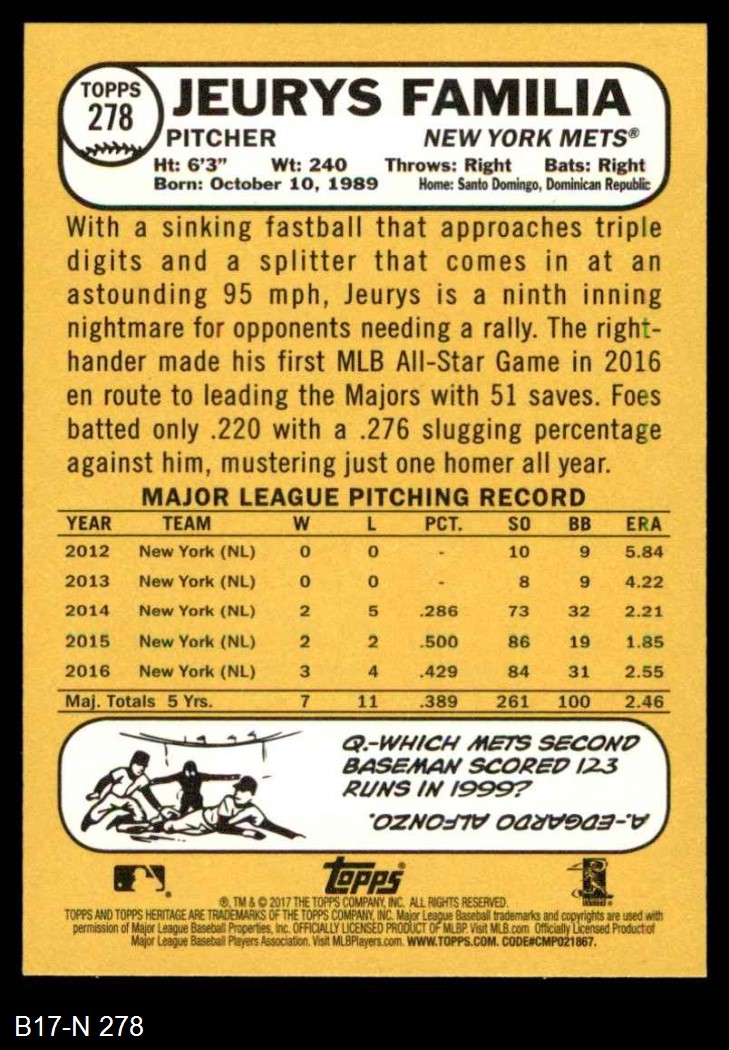 TOPPS
278
JEURYS FAMILIA
PITCHER NEW YORK METS®
Ht: 6'3" Wt: 240 Throws: Right Bats: Right
Born: October 10, 1989 Home: Santo Domingo, Dominican Republic
With a sinking fastball that approaches triple
digits and a splitter that comes in at an
astounding 95 mph, Jeurys is a ninth inning
nightmare for opponents needing a rally. The right-
hander made his first MLB All-Star Game in 2016
en route to leading the Majors with 51 saves. Foes
batted only .220 with a .276 slugging percentage
against him, mustering just one homer all year.
MAJOR LEAGUE PITCHING RECORD
YEAR TEAM W L PCT. SO BB ERA
2012 New York (NL) 0 0 - 10 9 5.84
2013 New York (NL) 0 0 - 8 9 4.22
2014 New York (NL) 2 5 .286 73 32 2.21
2015 New York (NL) 2 2 .500 86 19 1.85
2016 New York (NL) 3 4 .429 84 31 2.55
Maj. Totals 5 Yrs. 7 11 .389 261 100 2.46
Q.-WHICH METS SECOND
BASEMAN SCORED 123
RUNS IN 1999?
A.-EDGARDO
ALFONZO.
Topps®
®, TM & © 2017 THE TOPPS COMPANY, INC. ALL RIGHTS RESERVED.
TOPPS AND TOPPS HERITAGE ARE TRADEMARKS OF THE TOPPS COMPANY, INC. Major League Baseball trademarks and copyrights are used with
permission of Major League Baseball Properties, Inc. OFFICIALLY LICENSED PRODUCT OF MLBP. Visit MLB.com Officially Licensed Product of
Major League Baseball Players Association. Visit MLBPlayers.com. WWW.TOPPS.COM. CODE#CMP021867.
B17-N 278